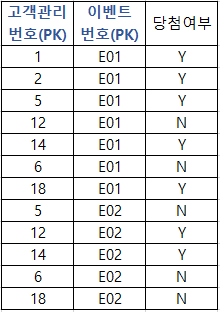 고객관리 이벤트 당첨여부
번호(PK) 번호(PK)
1 E01 Y
2 E01 Y
5 E01 Y
12 E01 N
14 E01 Y
6 E01 N
18 E01 Y
5 E02 N
12 E02 Y
14 E02 Y
6 E02 N
18 E02 N